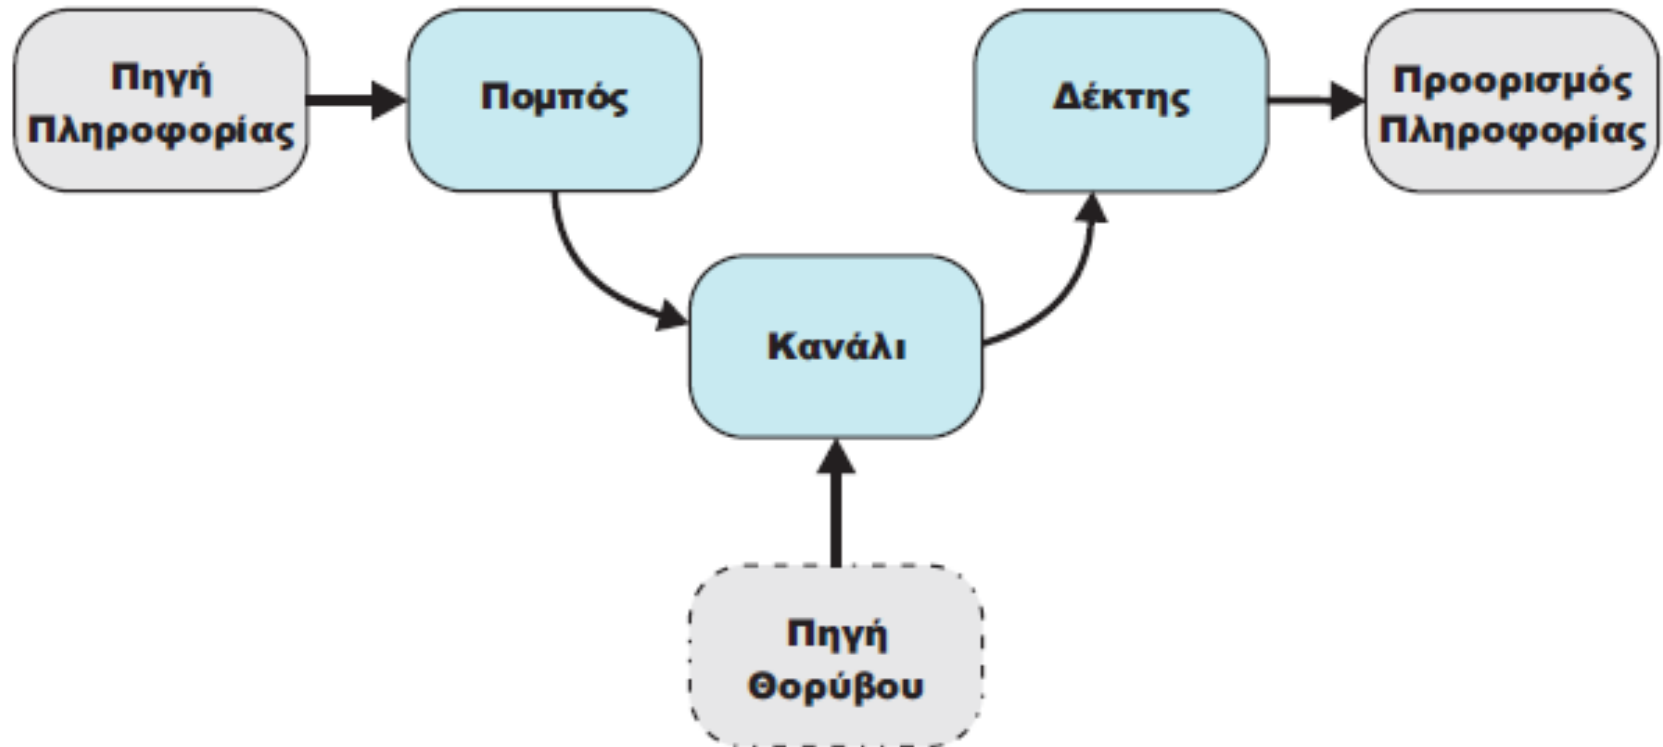 Πηγή
Πληροφορίας
Πομπός
Δέκτης
Προορισμός
Πληροφορίας
Κανάλι
Πηγή
Θορύβου